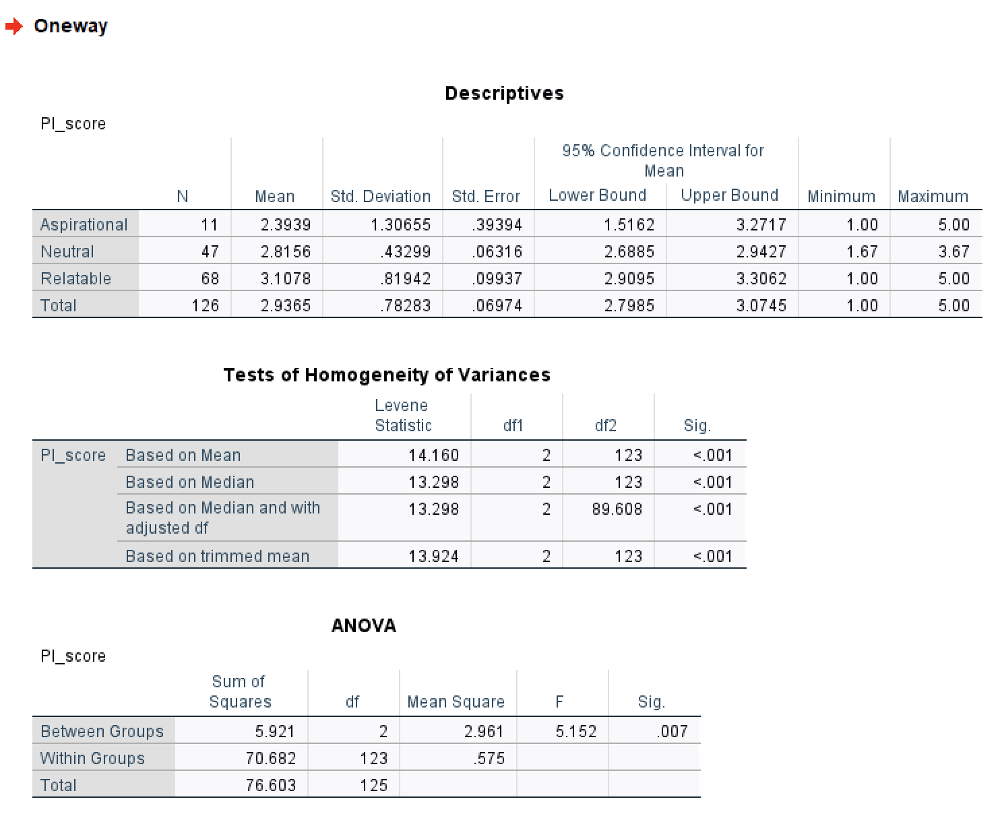 Oneway
Descriptives
PI_score
95% Confidence Interval for
Mean
N Mean Std. Deviation Std. Error Lower Bound Upper Bound Minimum Maximum
Aspirational 11 2.3939 1.30655 .39394 1.5162 3.2717 1.00 5.00
Neutral 47 2.8156 .43299 .06316 2.6885 2.9427 1.67 3.67
Relatable 68 3.1078 .81942 .09937 2.9095 3.3062 1.00 5.00
Total 126 2.9365 .78283 .06974 2.7985 3.0745 1.00 5.00
Tests of Homogeneity of Variances
Levene
Statistic df1 df2 Sig.
PI_score Based on Mean 14.160 2 123 <.001
Based on Median 13.298 2 123 <.001
Based on Median and with 13.298 2 89.608 <.001
adjusted df
Based on trimmed mean 13.924 2 123 <.001
ANOVA
PI_score
Sum of
Squares df Mean Square F Sig.
Between Groups 5.921 2 2.961 5.152 .007
Within Groups 70.682 123 .575
Total 76.603 125